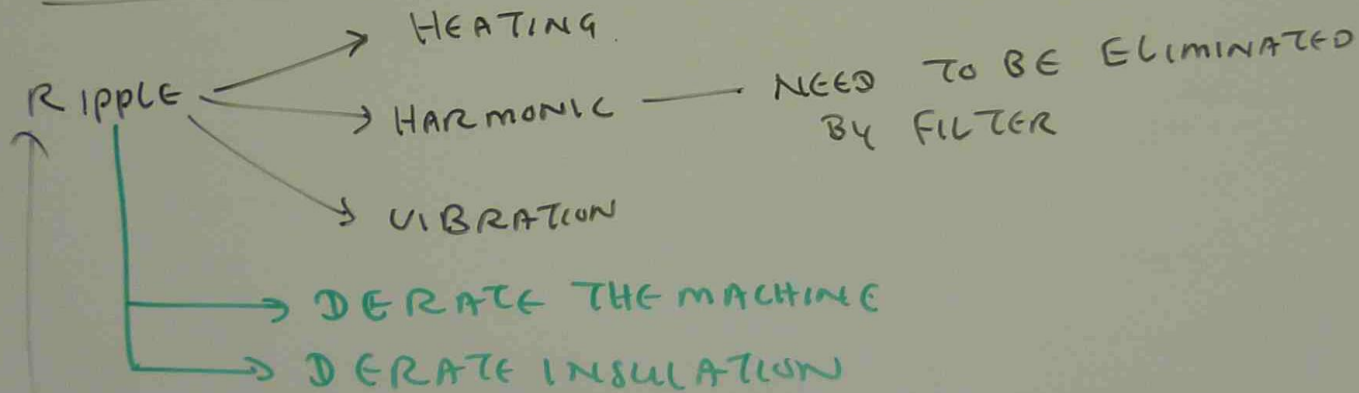 HEATING
RIPPLE
HARMONIC
NEED TO BE ELIMINATED
BY FILTER
VIBRATION
DERATE THE MACHINE
DERATE INSULATION